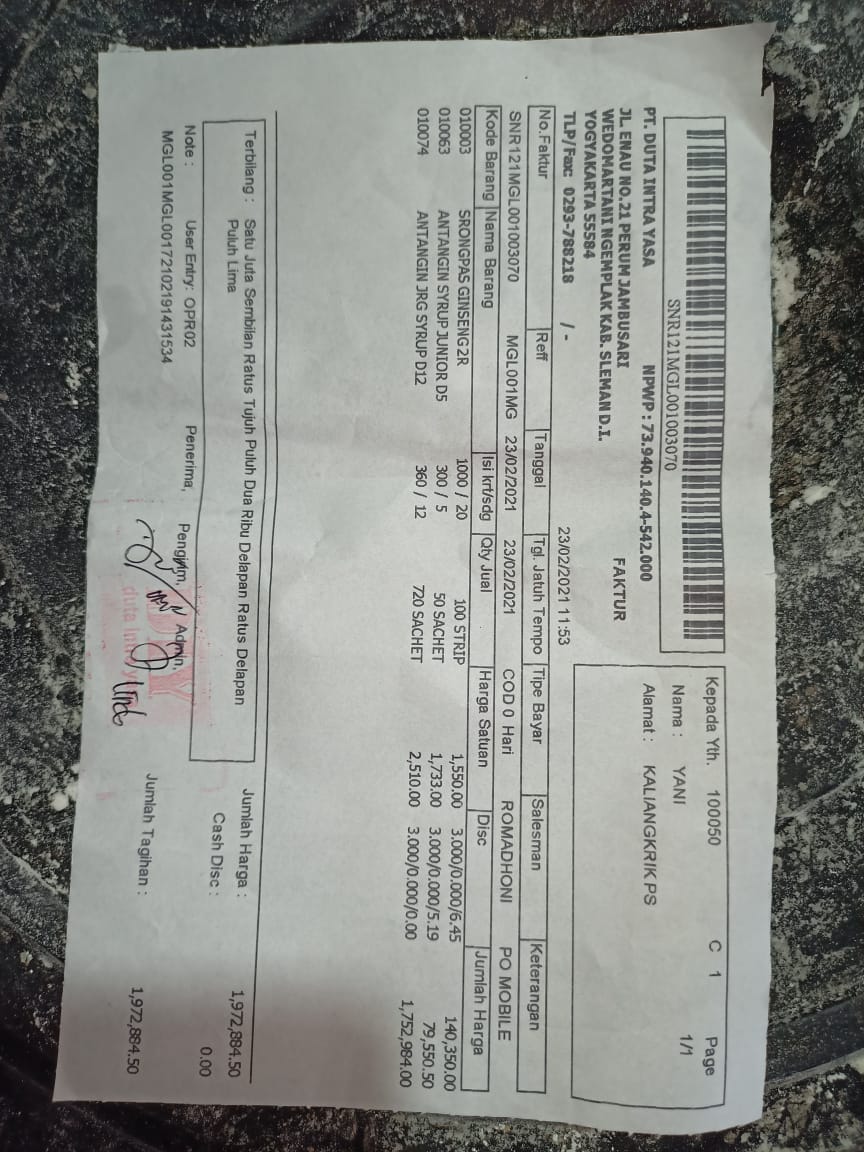 SNR121MGL001003070
Kepada Yth. 100050 C 1 Page
1/1
Nama : YANI
Alamat : KALIANGKRIK PS
PT. DUTA INTRA YASA NPWP : 73.940.140.4-542.000
JL. ENAU NO.21 PERUM JAMBUSARI FAKTUR
WEDOMARTANI NGEMPLAK KAB. SLEMAN D.I.
YOGYAKARTA 55584
TLP/Fax: 0293-788218 / -
23/02/2021 11:53
No.Faktur Reff Tanggal Tgl. Jatuh Tempo Tipe Bayar Salesman Keterangan
SNR121MGL001003070 MGL001MG 23/02/2021 23/02/2021 COD 0 Hari ROMADHONI PO MOBILE
Kode Barang Nama Barang Isi krt/sdg Qty Jual Harga Satuan Disc Jumlah Harga
010003 SRONGPAS GINSENG 2R 1000 / 20 100 STRIP 1,550.00 3.000/0.000/6.45 140,350.00
010063 ANTANGIN SYRUP JUNIOR D5 300 / 5 50 SACHET 1,733.00 3.000/0.000/5.19 79,550.50
010074 ANTANGIN JRG SYRUP D12 360 / 12 720 SACHET 2,510.00 3.000/0.000/0.00 1,752,984.00
Terbilang : Satu Juta Sembilan Ratus Tujuh Puluh Dua Ribu Delapan Ratus Delapan
Puluh Lima
Jumlah Harga : 1,972,884.50
Cash Disc : 0.00
Note : User Entry: OPR02 Penerima, Pengirim, Admin,
MGL001MGL00172102191431534
DIY
duta intra yasa
Jumlah Tagihan : 1,972,884.50